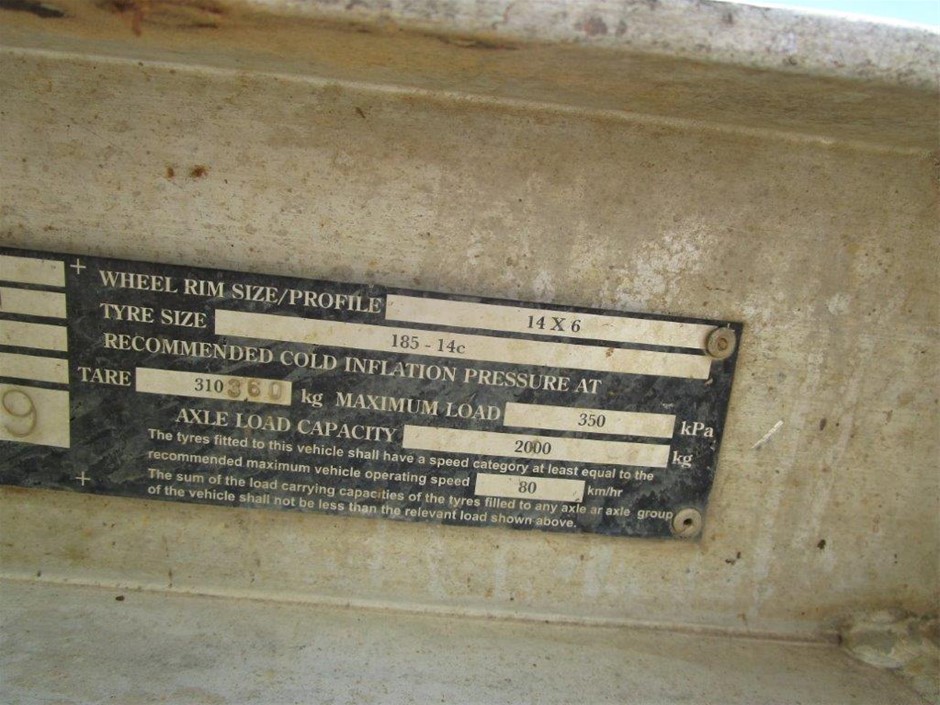 WHEEL RIM SIZE/PROFILE 14 X 6
TYRE SIZE 185 - 14c
RECOMMENDED COLD INFLATION PRESSURE AT
TARE 310 360 kg MAXIMUM LOAD 350 kPa
AXLE LOAD CAPACITY 2000 kg
The tyres fitted to this vehicle shall have a speed category at least equal to the
recommended maximum vehicle operating speed 80 km/hr
The sum of the load carrying capacities of the tyres filled to any axle ar axle group
of the vehicle shall not be less than the relevant load shown above.
9